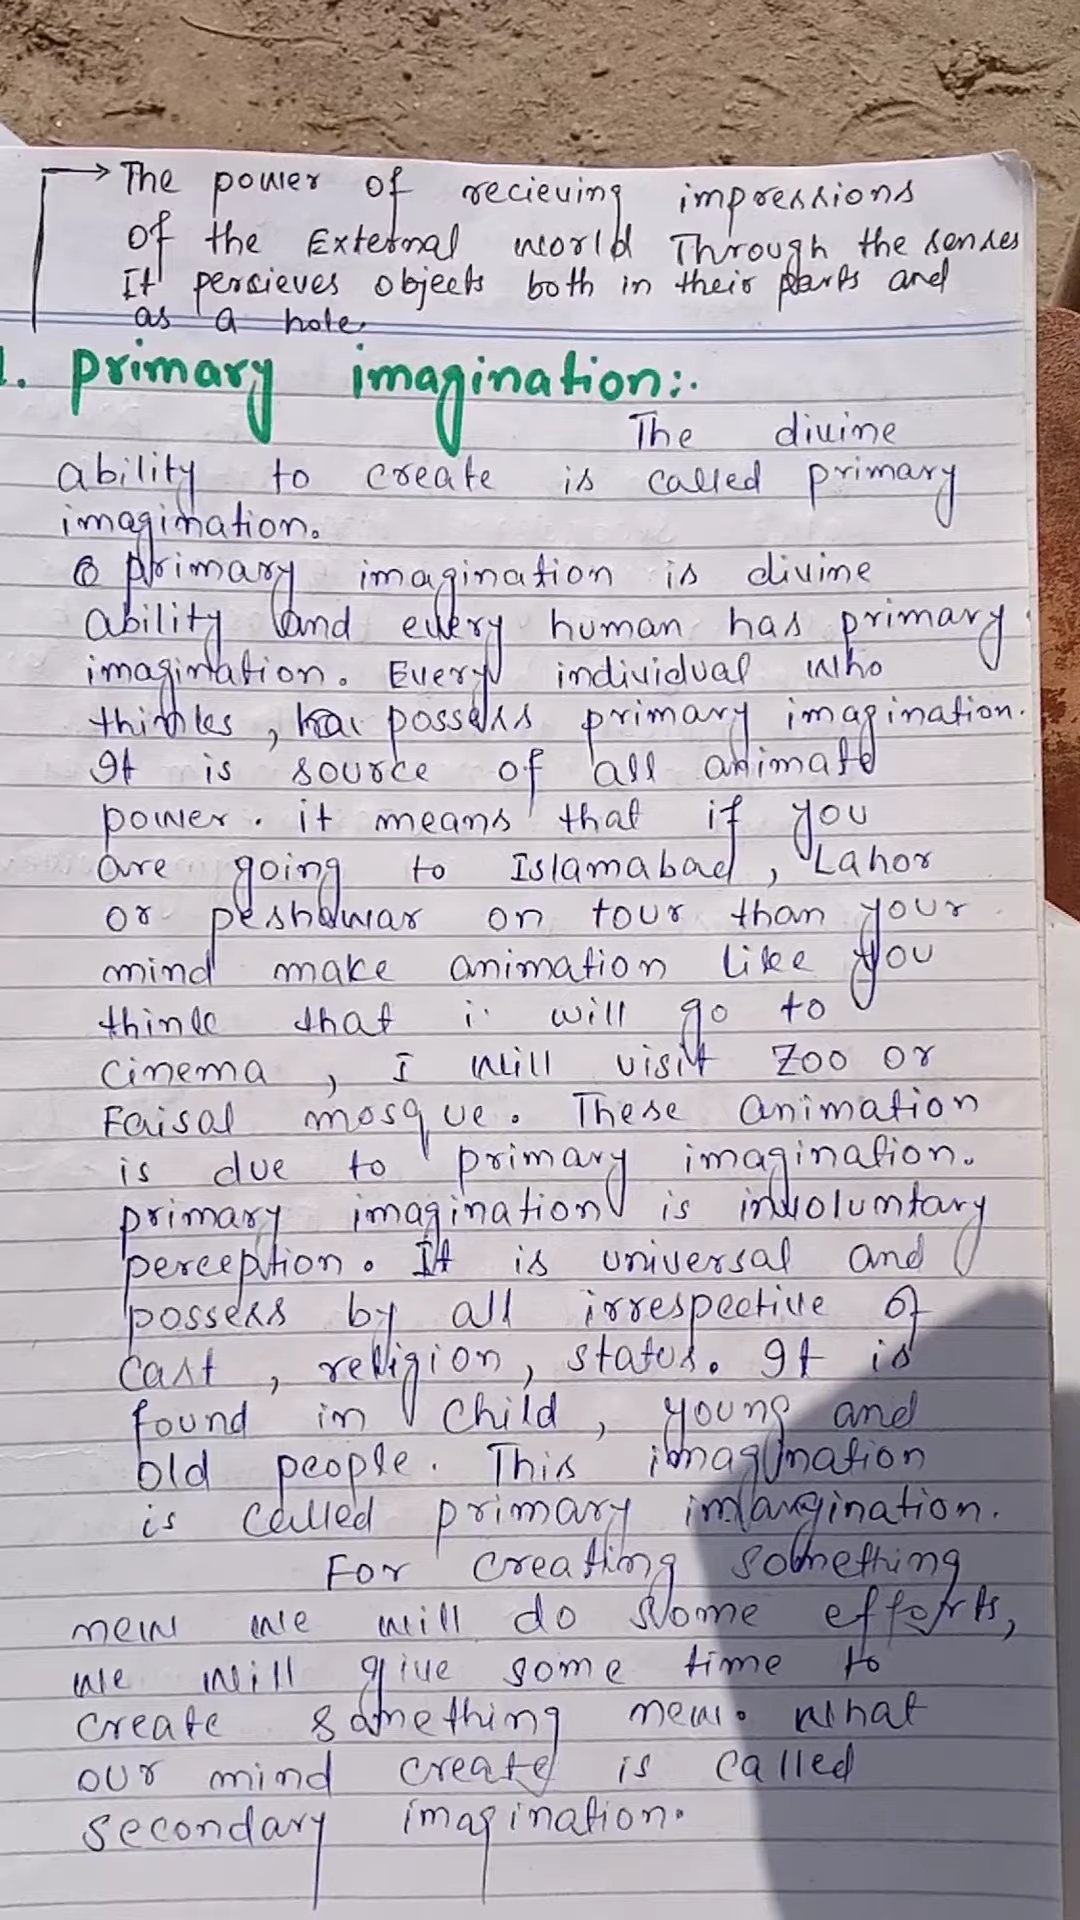 The power of recieving impressions
of the External world Through the senses
It percieves objects both in their parts and
as a hole.
1. primary imagination:.
The divine
ability to create is called primary
imagination.
primary imagination is divine
ability and every human has primary
imagination. Every individual who
thinks, possess primary imagination.
It is source of all animate
power. it means that if you
are going to Islamabad, Lahor
or peshawar on tour than your
mind make animation like you
think that i will go to
cinema, I will visit zoo or
Faisal mosque. These animation
is due to primary imagination.
primary imagination is involuntary
perception. It is universal and
possess by all irrespective of
cast, religion, status. It is
found in child, young and
old people. This imagination
is called primary imagination.
For creating something
new we will do some efforts,
we will give some time to
create something new. what
our mind create is called
secondary imagination.